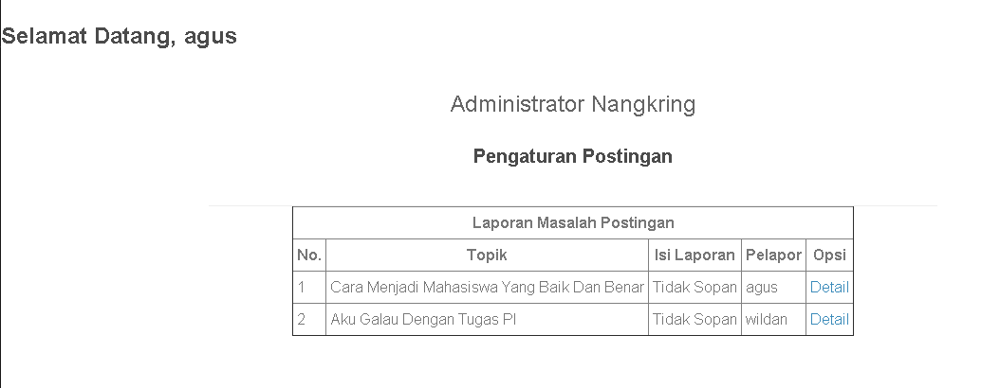 Selamat Datang, agus
Administrator Nangkring
Pengaturan Postingan
Laporan Masalah Postingan
No. Topik Isi Laporan Pelapor Opsi
1 Cara Menjadi Mahasiswa Yang Baik Dan Benar Tidak Sopan agus Detail
2 Aku Galau Dengan Tugas PI Tidak Sopan wildan Detail